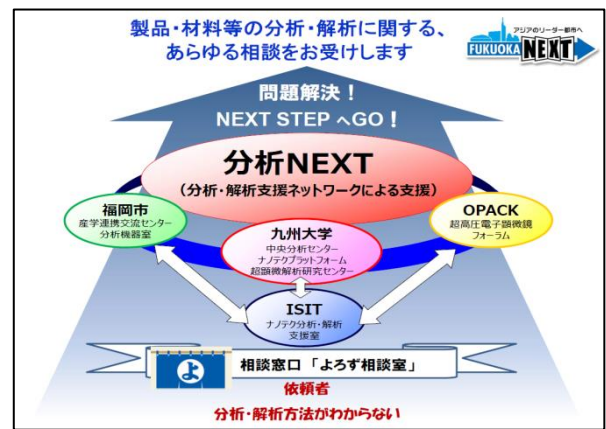 製品・材料等の分析・解析に関する、
あらゆる相談をお受けします
アジアのリーダー都市へ
FUKUOKA NEXT
問題解決！
NEXT STEP へGO！
分析NEXT
（分析・解析支援ネットワークによる支援）
福岡市
産学連携交流センター
分析機器室
九州大学
中央分析センター
ナノテクプラットフォーム
超顕微解析研究センター
OPACK
超高圧電子顕微鏡
フォーラム
ISIT
ナノテク分析・解析
支援室
よ
相談窓口 「よろず相談室」
依頼者
分析・解析方法がわからない